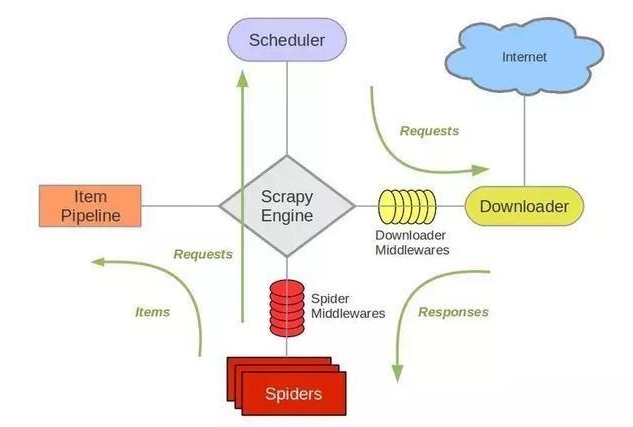 Scheduler
Internet
Requests
Item
Pipeline
Scrapy
Engine
Downloader
Downloader
Middlewares
Requests
Items
Spider
Middlewares
Responses
Spiders